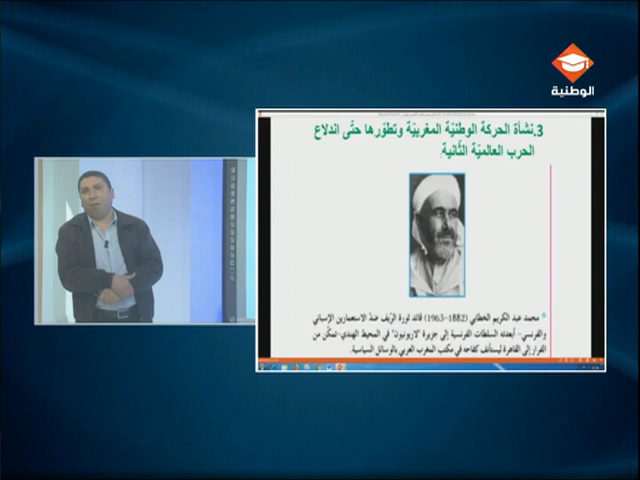 الوطنية
3.نشأة الحركة الوطنيّة المغربيّة وتطوّرها حتّى اندلاع
الحرب العالميّة الثّانية.
* محمد عبد الكريم الخطابي (1882-1963) قائد ثورة الرّيف ضدّ الاستعمارين الإسباني
والفرنسي- أبعدته السلطات الفرنسية إلى جزيرة "لاريونيون" في المحيط الهندي-تمكّن من
الفرار إلى القاهرة ليستأنف كفاحه في مكتب المغرب العربي بالوسائل السياسية.